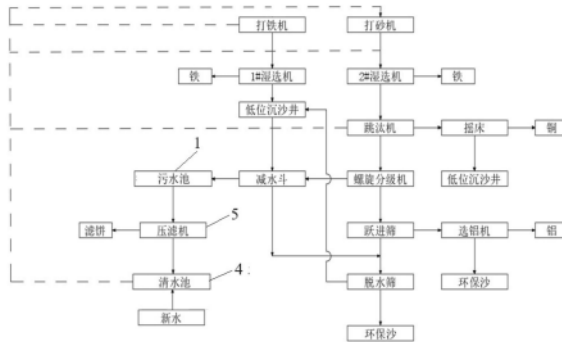 打铁机
打砂机
铁
1#湿选机
2#湿选机
铁
低位沉沙井
跳汰机
摇床
铜
1
污水池
减水斗
螺旋分级机
低位沉沙井
滤饼
压滤机
5
跃进筛
选铝机
铝
清水池
4
脱水筛
环保沙
新水
环保沙